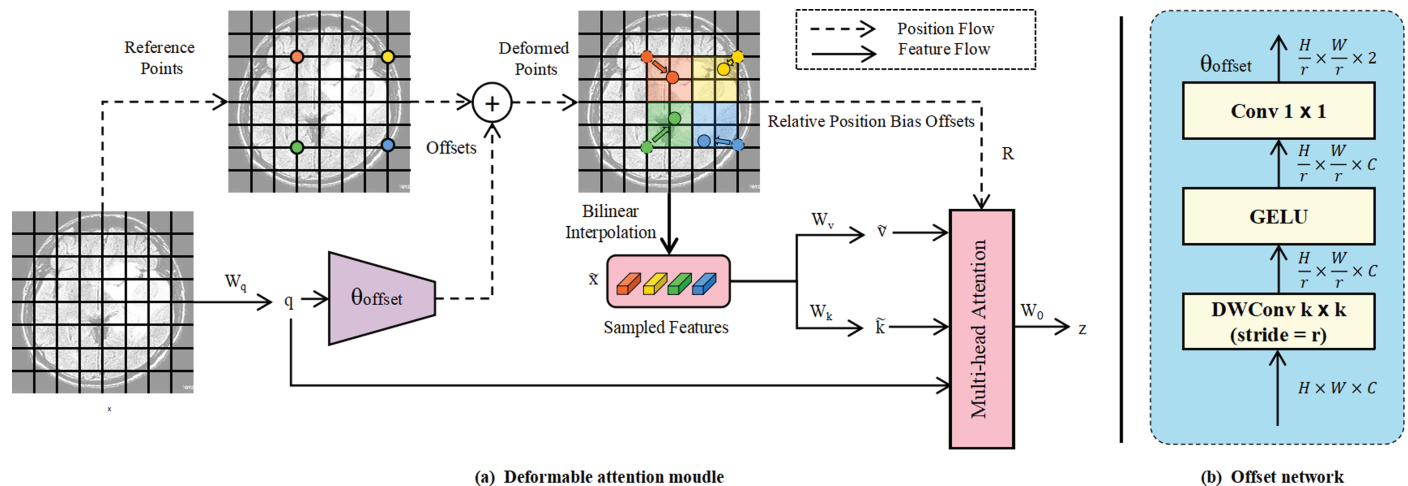 Reference
Points
Deformed
Points
Position Flow
Feature Flow
Offsets
+
Relative Position Bias Offsets
R
Bilinear
Interpolation
W_q
q
θoffset
x̃
Sampled Features
W_v
ṽ
W_k
k̃
Multi-head Attention
W_0
z
x
(a) Deformable attention moudle
θoffset
H/r × W/r × 2
Conv 1 x 1
H/r × W/r × C
GELU
H/r × W/r × C
DWConv k x k
(stride = r)
H × W × C
(b) Offset network